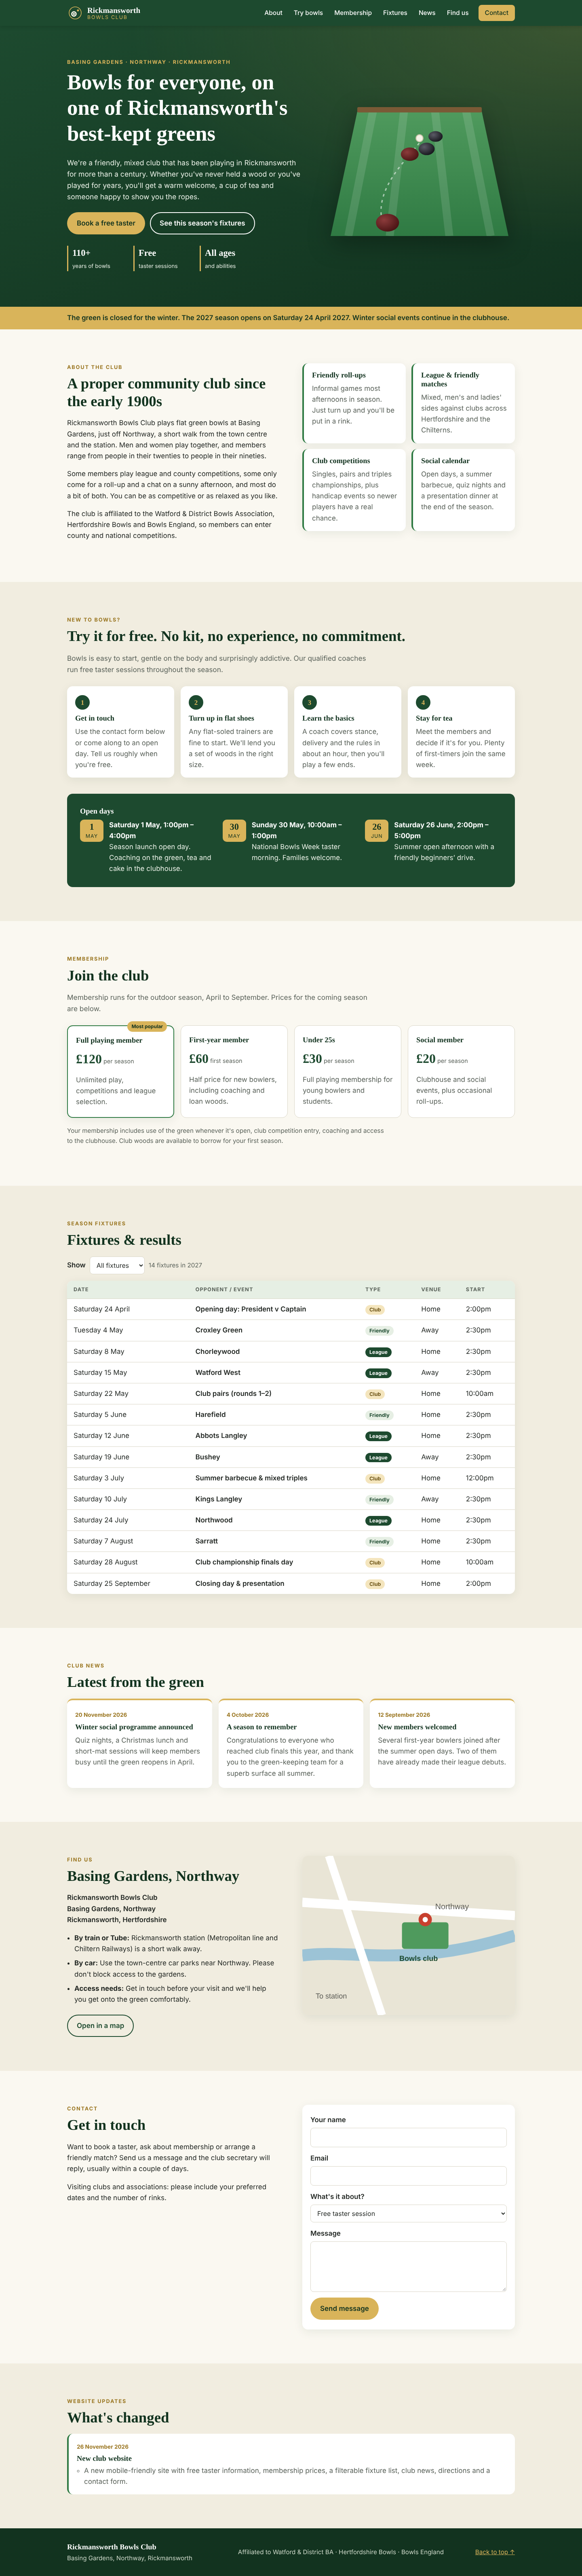 Rickmansworth
BOWLS CLUB
About Try bowls Membership Fixtures News Find us Contact
BASING GARDENS · NORTHWAY · RICKMANSWORTH
Bowls for everyone, on
one of Rickmansworth's
best-kept greens
We're a friendly, mixed club that has been playing in Rickmansworth
for more than a century. Whether you've never held a wood or you've
played for years, you'll get a warm welcome, a cup of tea and
someone happy to show you the ropes.
Book a free taster See this season's fixtures
110+ Free All ages
years of bowls taster sessions and abilities
The green is closed for the winter. The 2027 season opens on Saturday 24 April 2027. Winter social events continue in the clubhouse.
ABOUT THE CLUB
A proper community club since
the early 1900s
Rickmansworth Bowls Club plays flat green bowls at Basing
Gardens, just off Northway, a short walk from the town centre
and the station. Men and women play together, and members
range from people in their twenties to people in their nineties.
Some members play league and county competitions, some only
come for a roll-up and a chat on a sunny afternoon, and most do
a bit of both. You can be as competitive or as relaxed as you like.
The club is affiliated to the Watford & District Bowls Association,
Hertfordshire Bowls and Bowls England, so members can enter
county and national competitions.
Friendly roll-ups
Informal games most
afternoons in season.
Just turn up and you'll be
put in a rink.
League & friendly
matches
Mixed, men's and ladies'
sides against clubs across
Hertfordshire and the
Chilterns.
Club competitions
Singles, pairs and triples
championships, plus
handicap events so newer
players have a real
chance.
Social calendar
Open days, a summer
barbecue, quiz nights and
a presentation dinner at
the end of the season.
NEW TO BOWLS?
Try it for free. No kit, no experience, no commitment.
Bowls is easy to start, gentle on the body and surprisingly addictive. Our qualified coaches
run free taster sessions throughout the season.
1
Get in touch
Use the contact form below
or come along to an open
day. Tell us roughly when
you're free.
2
Turn up in flat shoes
Any flat-soled trainers are
fine to start. We'll lend you
a set of woods in the right
size.
3
Learn the basics
A coach covers stance,
delivery and the rules in
about an hour, then you'll
play a few ends.
4
Stay for tea
Meet the members and
decide if it's for you. Plenty
of first-timers join the same
week.
Open days
1
MAY
Saturday 1 May, 1:00pm –
4:00pm
Season launch open day.
Coaching on the green, tea and
cake in the clubhouse.
30
MAY
Sunday 30 May, 10:00am –
1:00pm
National Bowls Week taster
morning. Families welcome.
26
JUN
Saturday 26 June, 2:00pm –
5:00pm
Summer open afternoon with a
friendly beginners' drive.
MEMBERSHIP
Join the club
Membership runs for the outdoor season, April to September. Prices for the coming season
are below.
Most popular
Full playing member
£120 per season
Unlimited play,
competitions and league
selection.
First-year member
£60 first season
Half price for new bowlers,
including coaching and
loan woods.
Under 25s
£30 per season
Full playing membership for
young bowlers and
students.
Social member
£20 per season
Clubhouse and social
events, plus occasional
roll-ups.
Your membership includes use of the green whenever it's open, club competition entry, coaching and access
to the clubhouse. Club woods are available to borrow for your first season.
SEASON FIXTURES
Fixtures & results
Show All fixtures 14 fixtures in 2027
DATE OPPONENT / EVENT TYPE VENUE START
Saturday 24 April Opening day: President v Captain Club Home 2:00pm
Tuesday 4 May Croxley Green Friendly Away 2:30pm
Saturday 8 May Chorleywood League Home 2:30pm
Saturday 15 May Watford West League Away 2:30pm
Saturday 22 May Club pairs (rounds 1–2) Club Home 10:00am
Saturday 5 June Harefield Friendly Home 2:30pm
Saturday 12 June Abbots Langley League Home 2:30pm
Saturday 19 June Bushey League Away 2:30pm
Saturday 3 July Summer barbecue & mixed triples Club Home 12:00pm
Saturday 10 July Kings Langley Friendly Away 2:30pm
Saturday 24 July Northwood League Home 2:30pm
Saturday 7 August Sarratt Friendly Home 2:30pm
Saturday 28 August Club championship finals day Club Home 10:00am
Saturday 25 September Closing day & presentation Club Home 2:00pm
CLUB NEWS
Latest from the green
20 November 2026
Winter social programme announced
Quiz nights, a Christmas lunch and
short-mat sessions will keep members
busy until the green reopens in April.
4 October 2026
A season to remember
Congratulations to everyone who
reached club finals this year, and thank
you to the green-keeping team for a
superb surface all summer.
12 September 2026
New members welcomed
Several first-year bowlers joined after
the summer open days. Two of them
have already made their league debuts.
FIND US
Basing Gardens, Northway
Rickmansworth Bowls Club
Basing Gardens, Northway
Rickmansworth, Hertfordshire
• By train or Tube: Rickmansworth station (Metropolitan line and
Chiltern Railways) is a short walk away.
• By car: Use the town-centre car parks near Northway. Please
don't block access to the gardens.
• Access needs: Get in touch before your visit and we'll help
you get onto the green comfortably.
Open in a map
Northway
Bowls club
To station
CONTACT
Get in touch
Want to book a taster, ask about membership or arrange a
friendly match? Send us a message and the club secretary will
reply, usually within a couple of days.
Visiting clubs and associations: please include your preferred
dates and the number of rinks.
Your name
Email
What's it about?
Free taster session
Message
Send message
WEBSITE UPDATES
What's changed
26 November 2026
New club website
A new mobile-friendly site with free taster information, membership prices, a filterable fixture list, club news, directions and a
contact form.
Rickmansworth Bowls Club
Basing Gardens, Northway, Rickmansworth
Affiliated to Watford & District BA · Hertfordshire Bowls · Bowls England
Back to top ↑